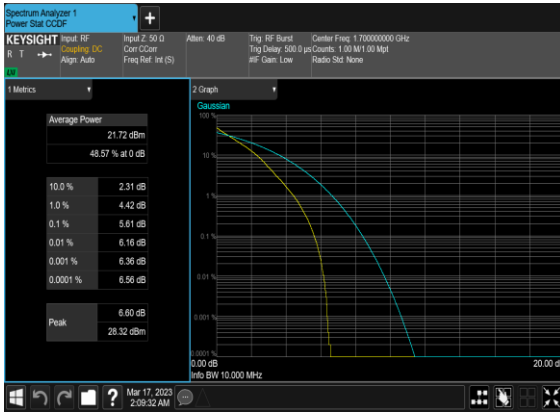 Spectrum Analyzer 1
Power Stat CCDF
+
KEYSIGHT Input: RF Input Z: 50 Ω Atten: 40 dB Trig: RF Burst Center Freq: 1.700000000 GHz
R T Coupling: DC Corr CCorr Trig Delay: 500.0 µs Counts: 1.00 M/1.00 Mpt
Align: Auto Freq Ref: Int (S) #IF Gain: Low Radio Std: None
1 Metrics
Average Power
21.72 dBm
48.57 % at 0 dB
10.0 % 2.31 dB
1.0 % 4.42 dB
0.1 % 5.61 dB
0.01 % 6.16 dB
0.001 % 6.36 dB
0.0001 % 6.56 dB
Peak
6.60 dB
28.32 dBm
2 Graph
Gaussian
100 %
10 %
1 %
0.1 %
0.01 %
0.001 %
0.0001 %
0.00 dB 20.00 d
Info BW 10.000 MHz
?
Mar 17, 2023
2:09:32 AM